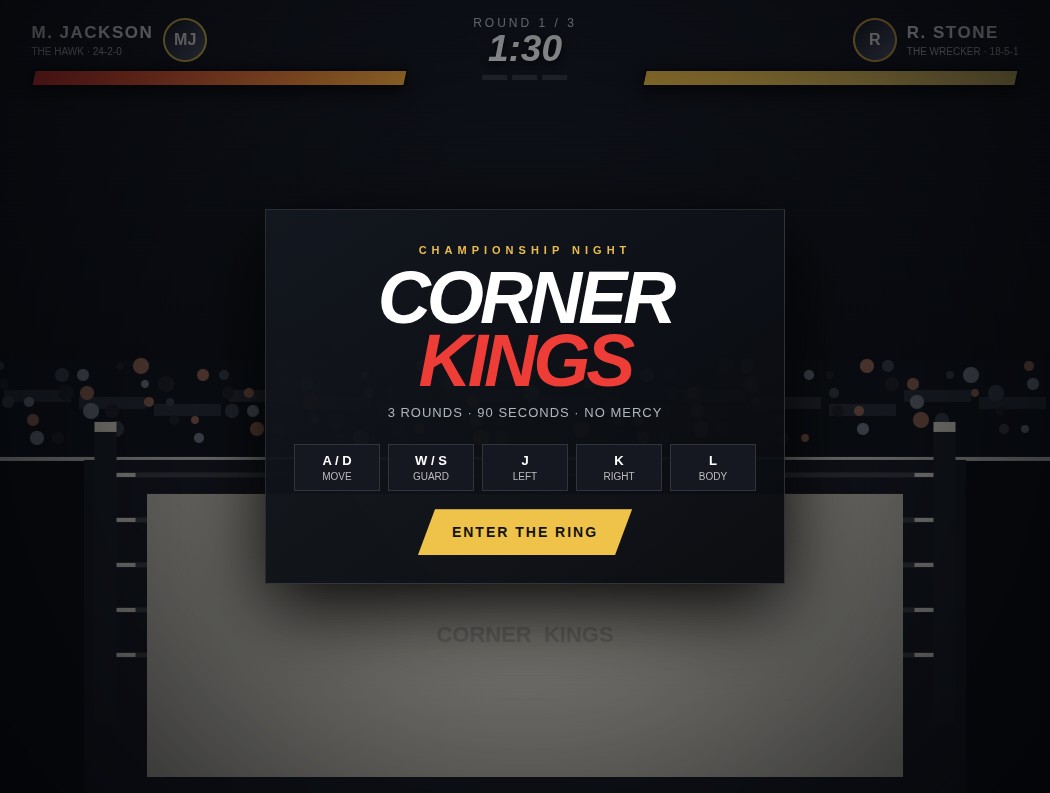 M. JACKSON
THE HAWK · 24-2-0
MJ
ROUND 1 / 3
1:30
R
R. STONE
THE WRECKER · 18-5-1
CHAMPIONSHIP NIGHT
CORNER
KINGS
3 ROUNDS · 90 SECONDS · NO MERCY
A / D
MOVE
W / S
GUARD
J
LEFT
K
RIGHT
L
BODY
ENTER THE RING
CORNER KINGS